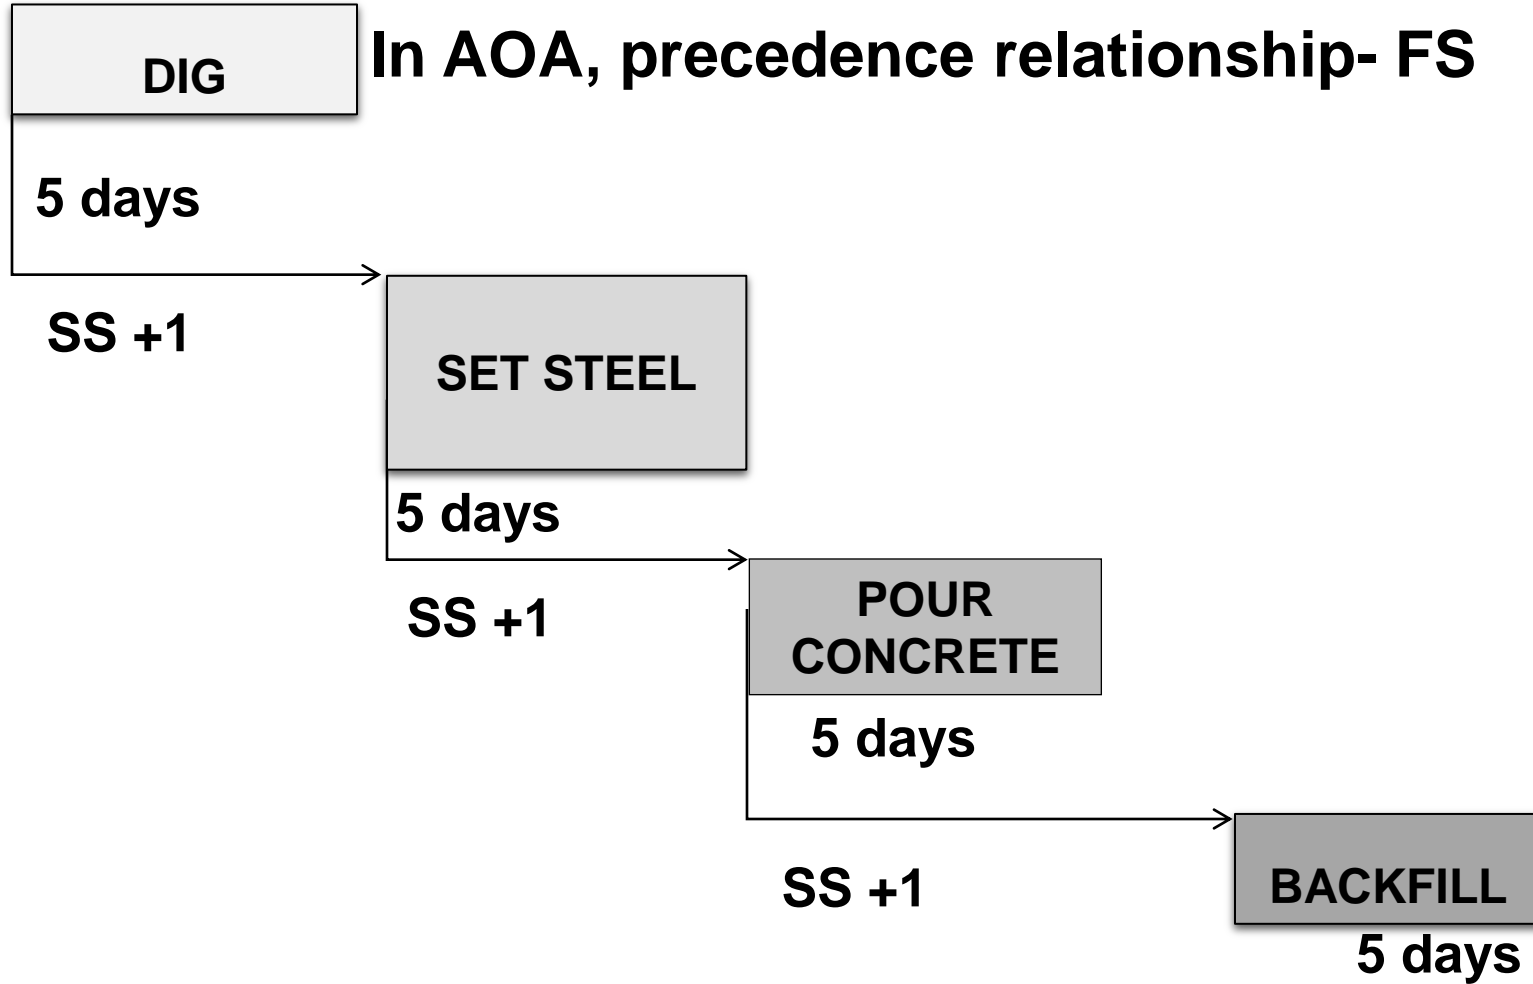 In AOA, precedence relationship- FS
DIG
5 days
SS +1
SET STEEL
5 days
SS +1
POUR
CONCRETE
5 days
SS +1
BACKFILL
5 days